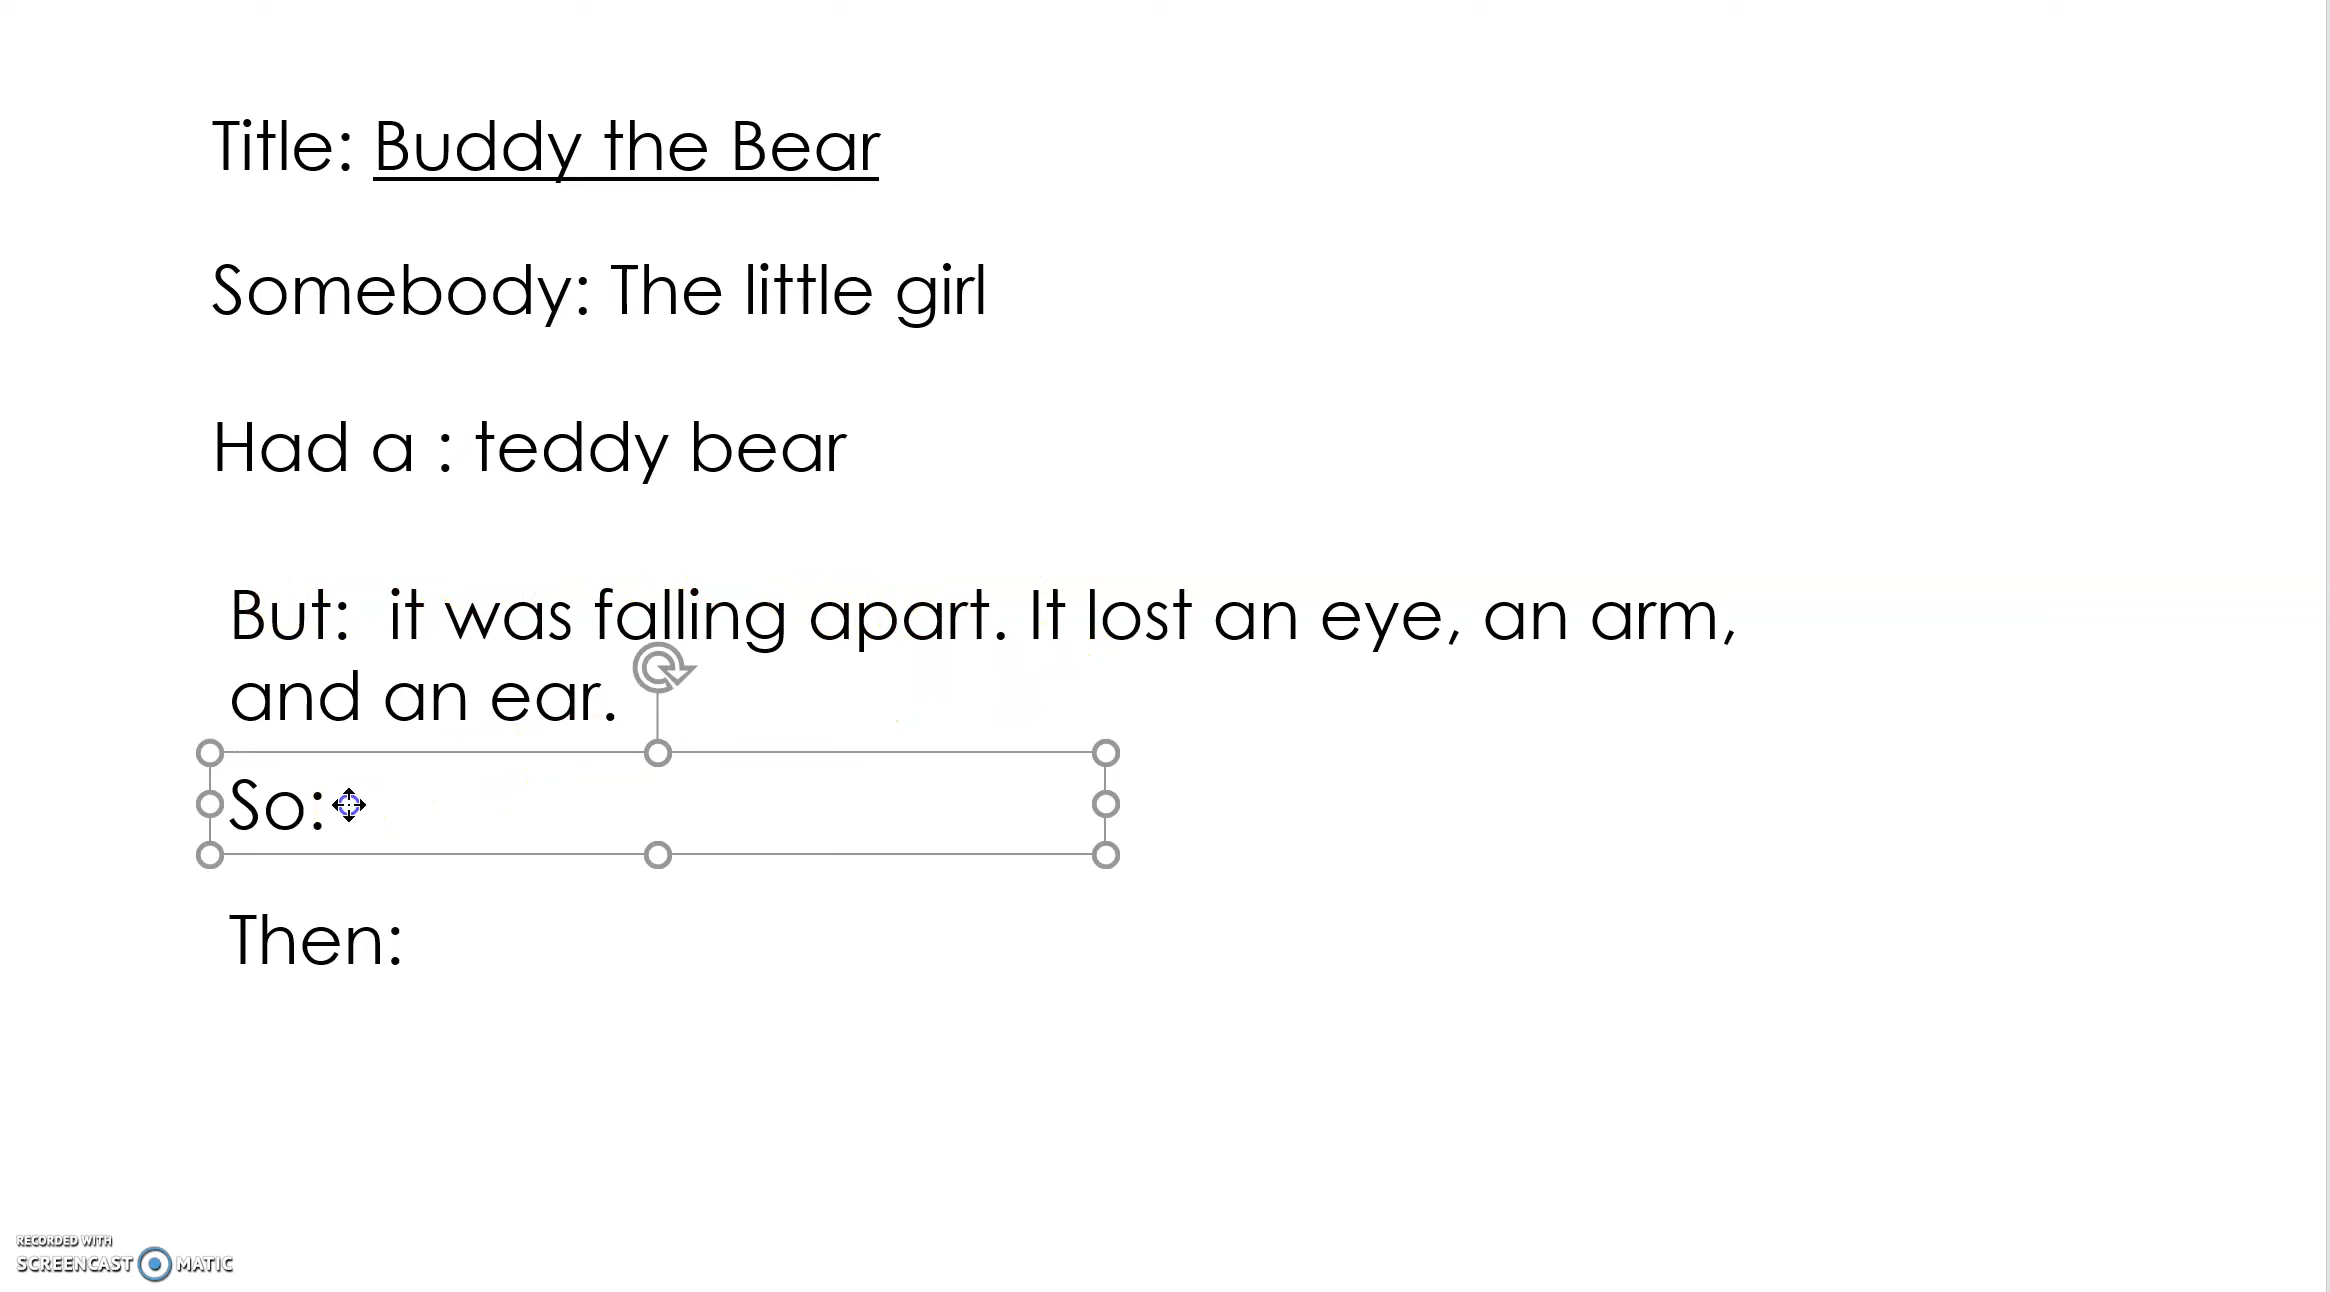 Title: Buddy the Bear
Somebody: The little girl
Had a : teddy bear
But:  it was falling apart. It lost an eye, an arm,
and an ear.
So:
Then:
RECORDED WITH
SCREENCAST MATIC